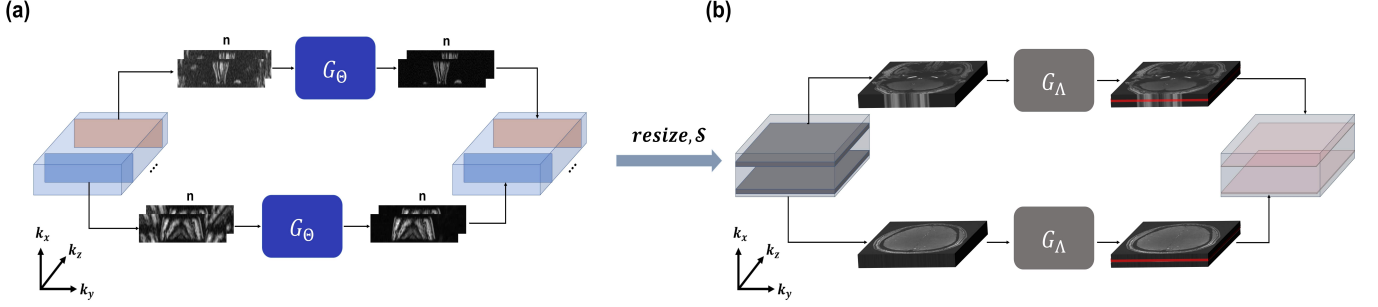 (a)
n
G_Θ
n
...
n
G_Θ
n
...
k_x
k_z
k_y
resize, 𝒮
(b)
G_Λ
G_Λ
k_x
k_z
k_y